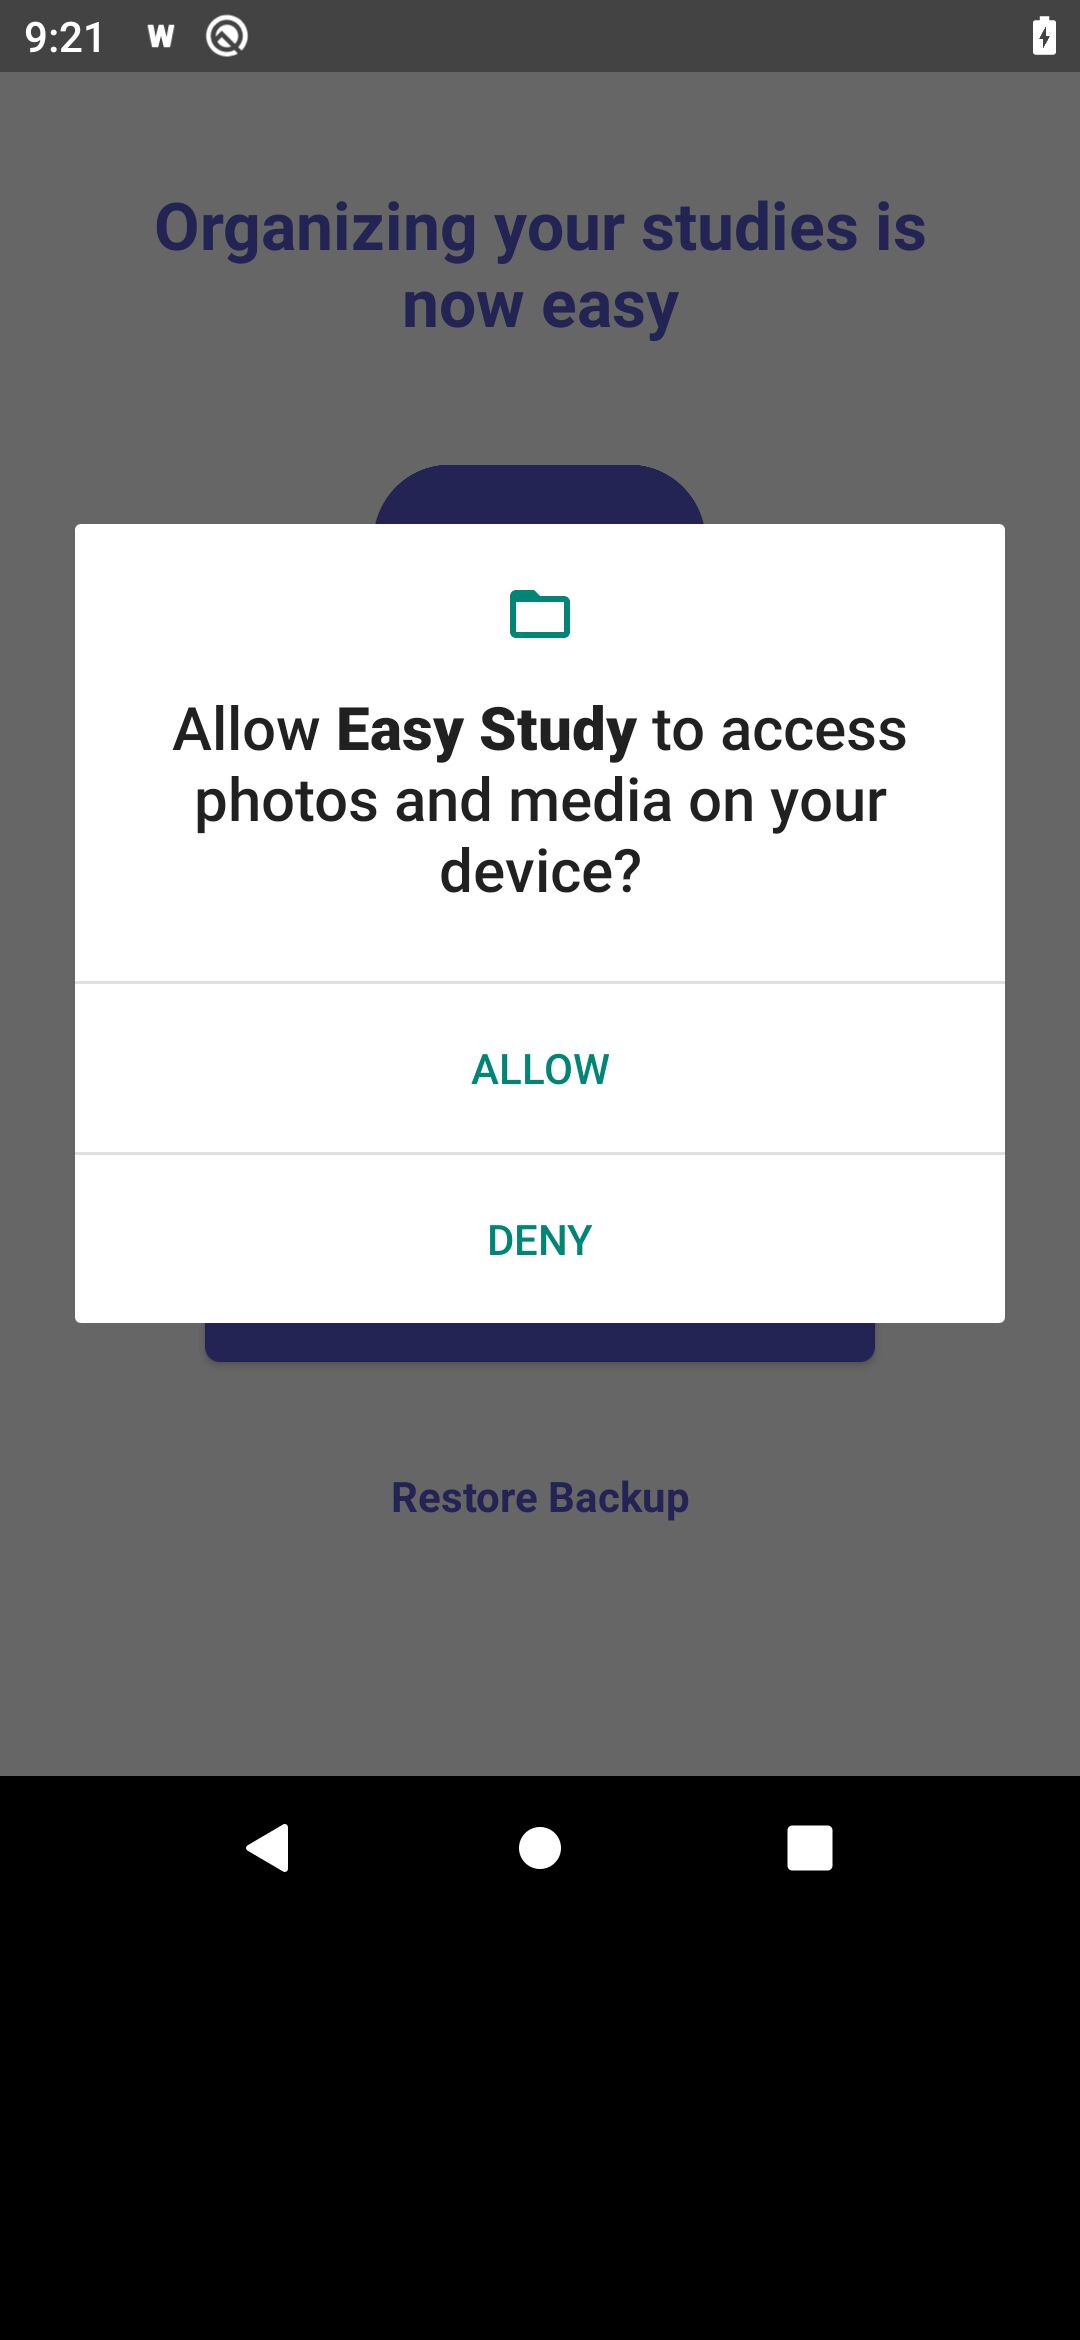 9:21 W
Organizing your studies is
now easy
Allow Easy Study to access
photos and media on your
device?
ALLOW
DENY
Restore Backup